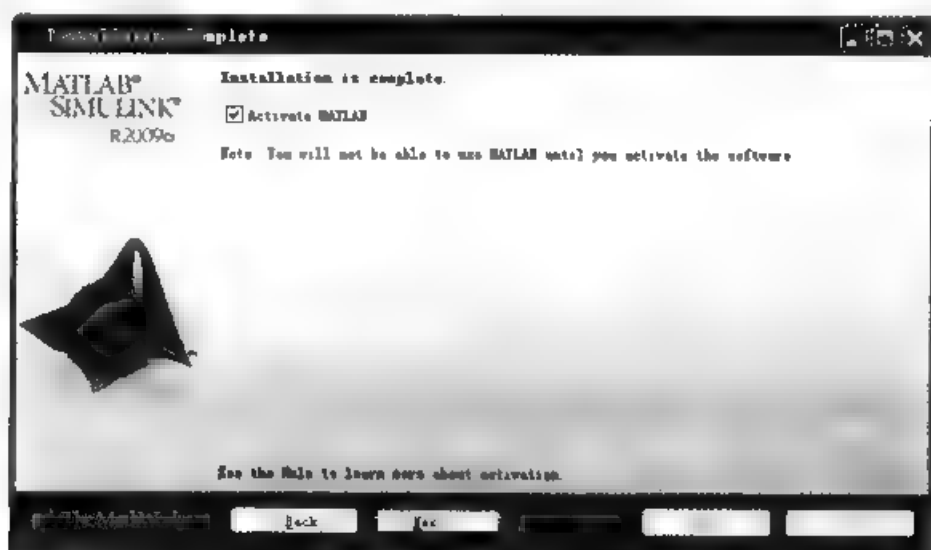 mplete
MATLAB®
SIMULINK®
R2009a
Installation is complete.
Activate MATLAB
Note You will not be able to use MATLAB until you activate the software
See the Help to learn more about activation.
Back